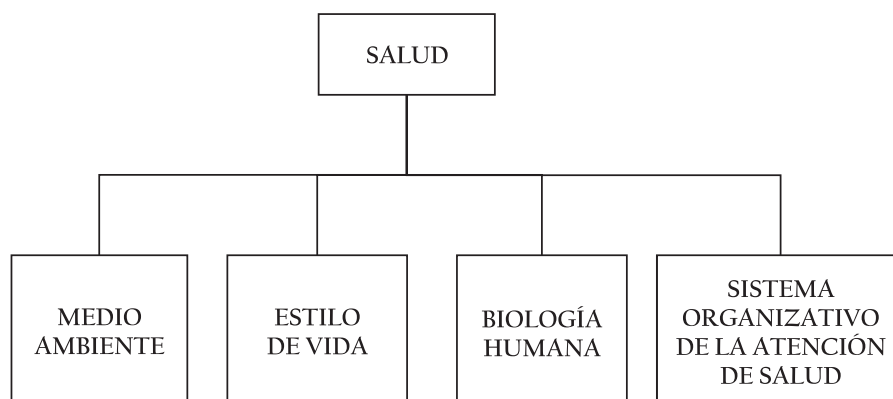 SALUD
MEDIO
AMBIENTE
ESTILO
DE VIDA
BIOLOGÍA
HUMANA
SISTEMA
ORGANIZATIVO
DE LA ATENCIÓN
DE SALUD